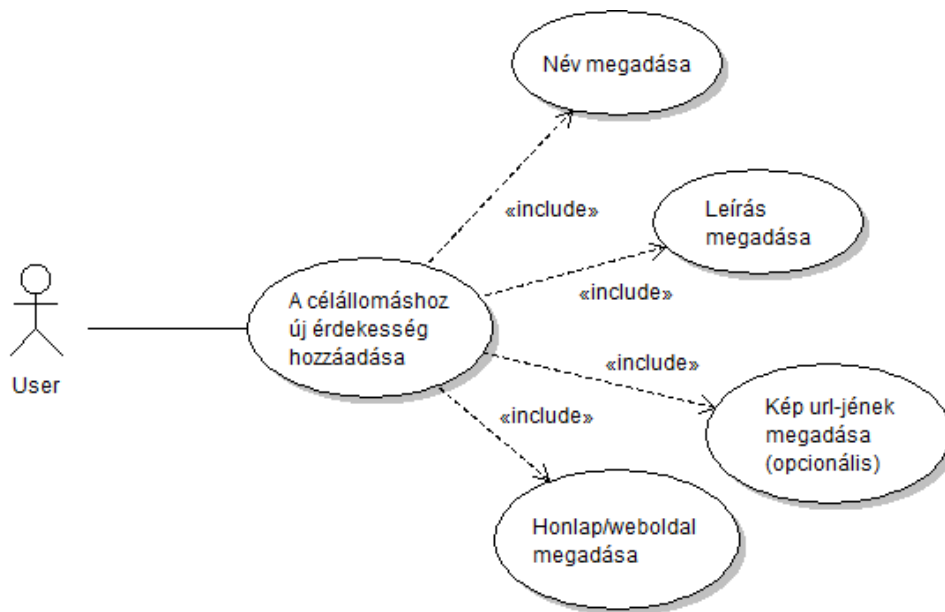 Név megadása
«include»
Leírás
megadása
«include»
A célállomáshoz
új érdekesség
hozzáadása
User
«include»
Kép url-jének
megadása
(opcionális)
«include»
Honlap/weboldal
megadása